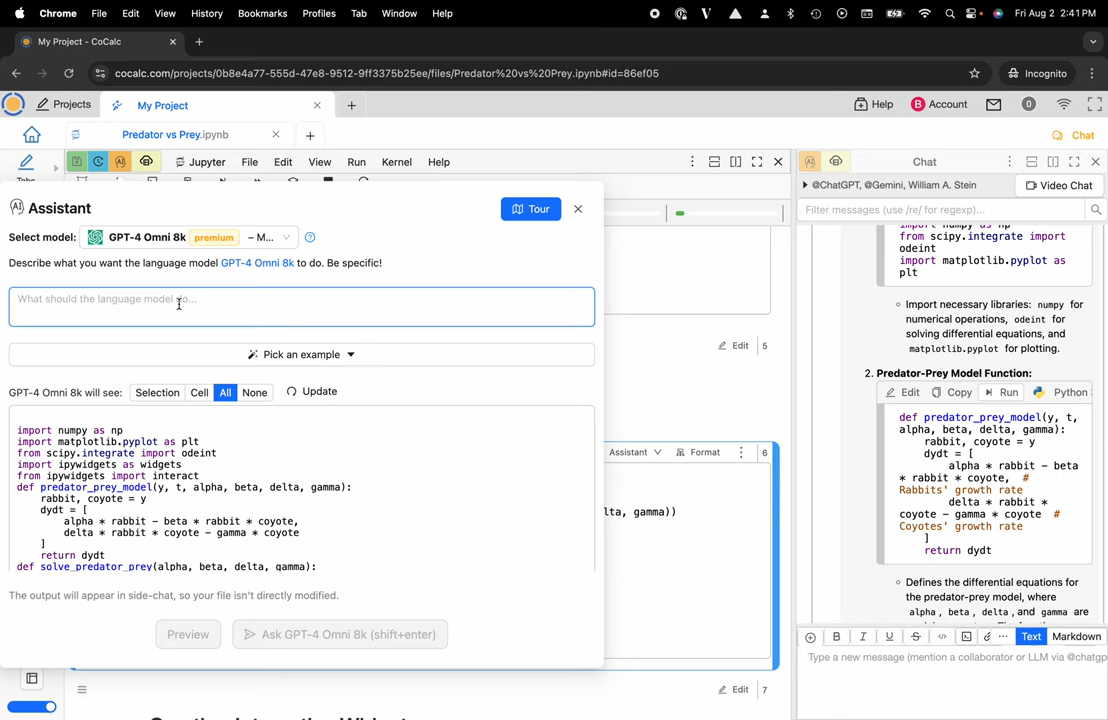 Chrome File Edit View History Bookmarks Profiles Tab Window Help Fri Aug 2 2:41 PM
My Project - CoCalc
cocalc.com/projects/0b8e4a77-555d-47e8-9512-9ff3375b25ee/files/Predator%20vs%20Prey.ipynb#id=86ef05 Incognito
Projects My Project Help B Account 0
Predator vs Prey.ipynb Chat
Jupyter File Edit View Run Kernel Help
Assistant Tour
Select model: GPT-4 Omni 8k premium – M...
Describe what you want the language model GPT-4 Omni 8k to do. Be specific!
What should the language model do...
Pick an example
GPT-4 Omni 8k will see: Selection Cell All None Update
import numpy as np
import matplotlib.pyplot as plt
from scipy.integrate import odeint
import ipywidgets as widgets
from ipywidgets import interact
def predator_prey_model(y, t, alpha, beta, delta, gamma):
rabbit, coyote = y
dydt = [
alpha * rabbit - beta * rabbit * coyote,
delta * rabbit * coyote - gamma * coyote
]
return dydt
def solve_predator_prey(alpha, beta, delta, gamma):
The output will appear in side-chat, so your file isn't directly modified.
Preview Ask GPT-4 Omni 8k (shift+enter)
Edit 5
Assistant Format 6
lta, gamma))
Edit 7
Chat
@ChatGPT, @Gemini, William A. Stein Video Chat
Filter messages (use /re/ for regexp)...
import numpy as np
from scipy.integrate import
odeint
import matplotlib.pyplot as
plt
Import necessary libraries: numpy for
numerical operations, odeint for
solving differential equations, and
matplotlib.pyplot for plotting.
2. Predator-Prey Model Function:
Edit Copy Run Python
def predator_prey_model(y, t,
alpha, beta, delta, gamma):
rabbit, coyote = y
dydt = [
alpha * rabbit - beta
* rabbit * coyote, #
Rabbits' growth rate
delta * rabbit *
coyote - gamma * coyote #
Coyotes' growth rate
]
return dydt
Defines the differential equations for
the predator-prey model, where
alpha, beta, delta, and gamma are
B I U S Text Markdown
Type a new message (mention a collaborator or LLM via @chatgp